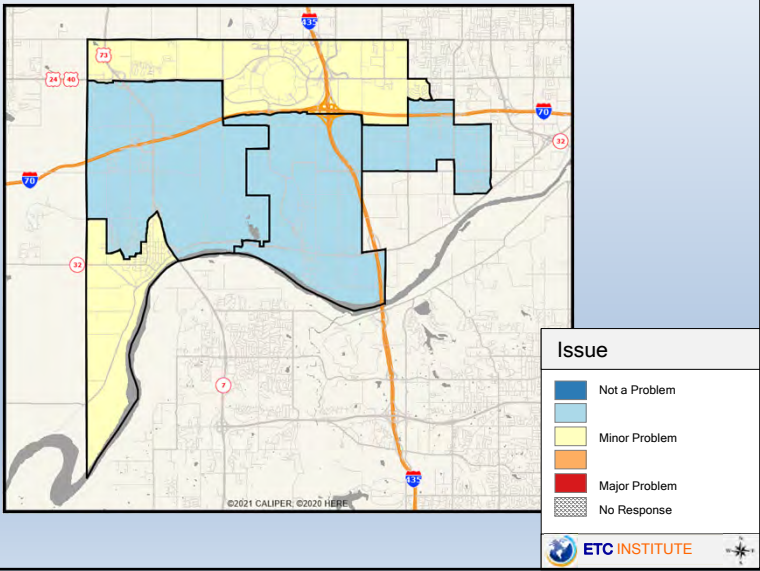 435
73
24 40
70
32
70
32
7
435
©2021 CALIPER; ©2020 HERE
Issue
Not a Problem
Minor Problem
Major Problem
No Response
ETC INSTITUTE